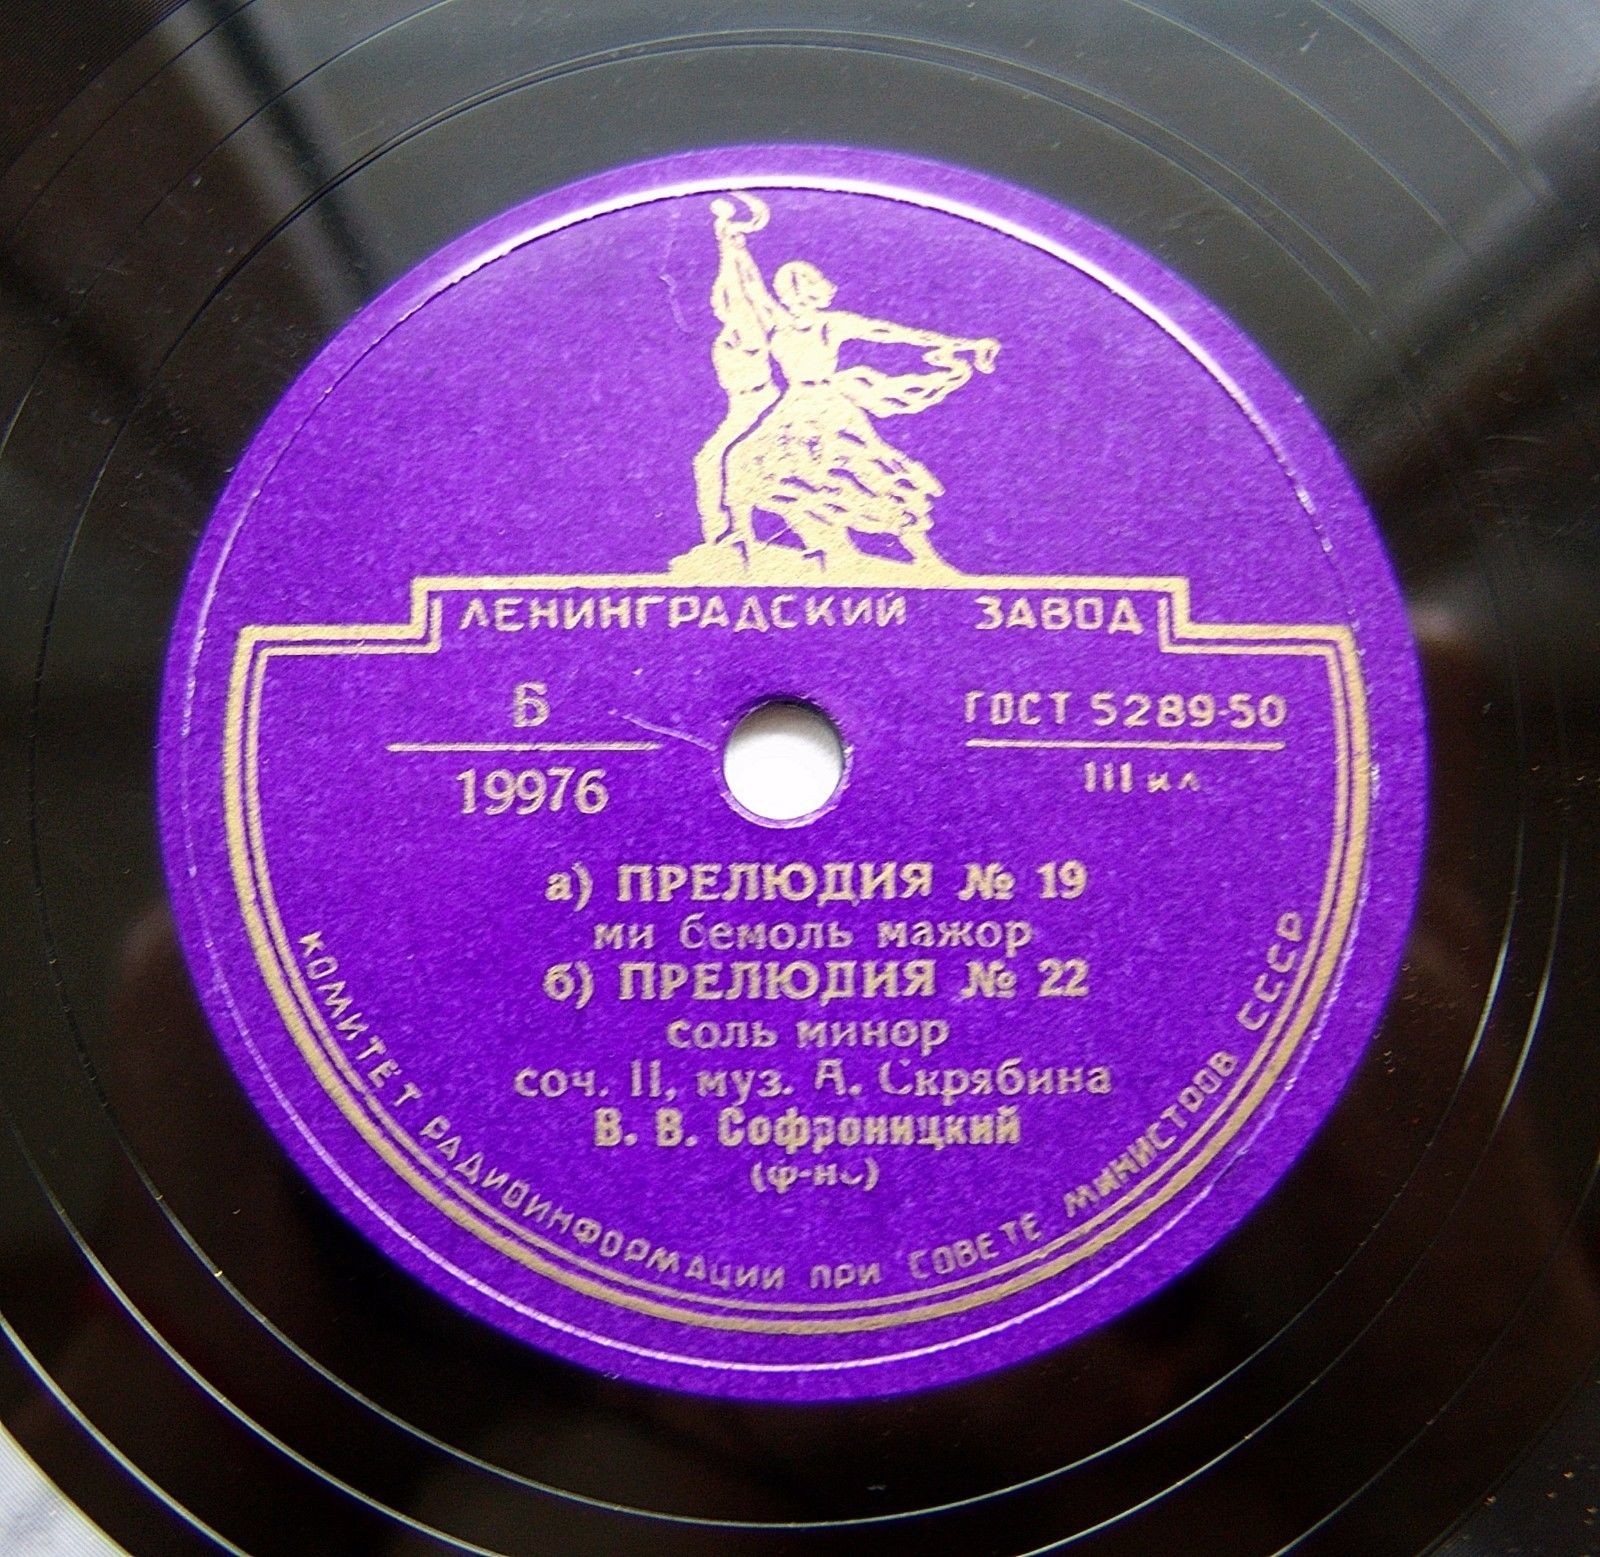 ЛЕНИНГРАДСКИЙ ЗАВОД
Б
19976
ГОСТ 5289-50
III кл.
а) ПРЕЛЮДИЯ № 19
ми бемоль мажор
б) ПРЕЛЮДИЯ № 22
соль минор
соч. 11, муз. А. Скрябина
В. В. Софроницкий
(ф-но)
КОМИТЕТ РАДИОИНФОРМАЦИИ ПРИ СОВЕТЕ МИНИСТРОВ СССР